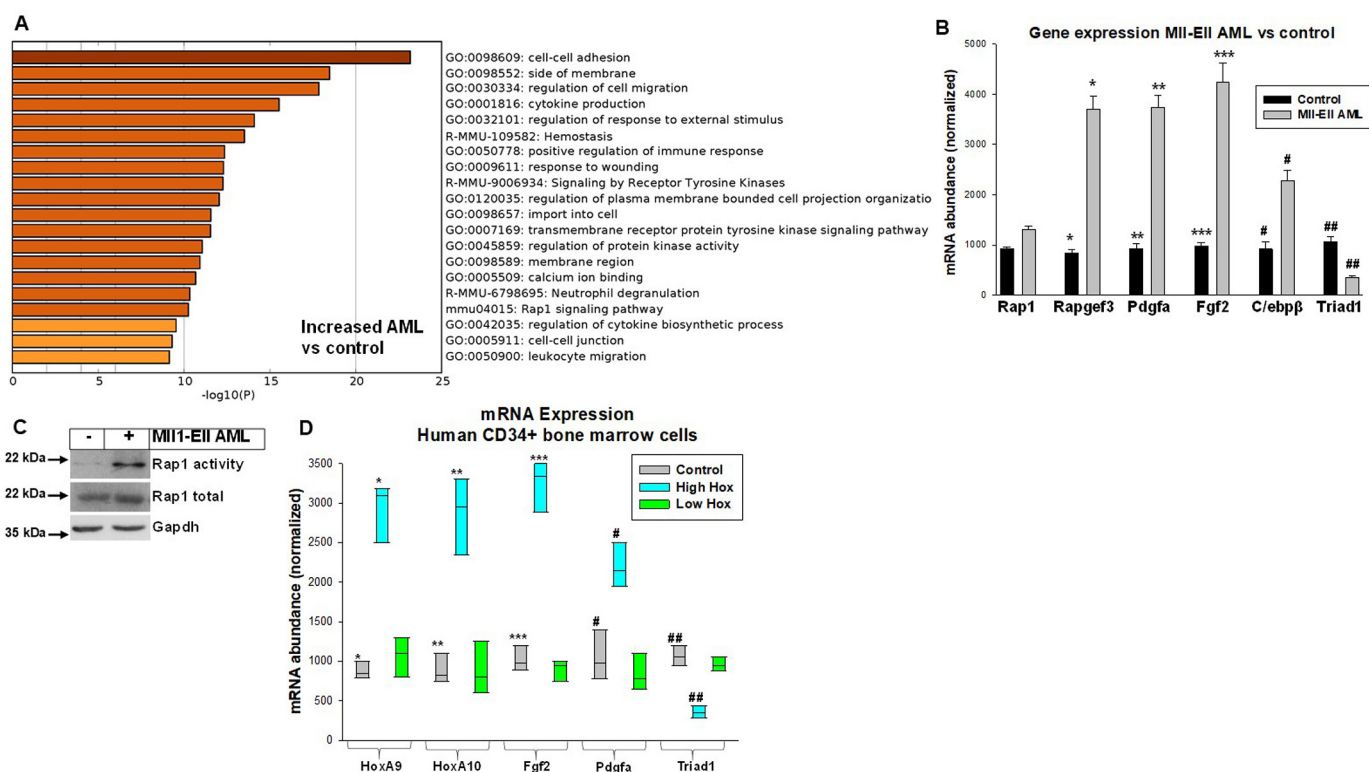 A
GO:0098609: cell-cell adhesion
GO:0098552: side of membrane
GO:0030334: regulation of cell migration
GO:0001816: cytokine production
GO:0032101: regulation of response to external stimulus
R-MMU-109582: Hemostasis
GO:0050778: positive regulation of immune response
GO:0009611: response to wounding
R-MMU-9006934: Signaling by Receptor Tyrosine Kinases
GO:0120035: regulation of plasma membrane bounded cell projection organizatio
GO:0098657: import into cell
GO:0007169: transmembrane receptor protein tyrosine kinase signaling pathway
GO:0045859: regulation of protein kinase activity
GO:0098589: membrane region
GO:0005509: calcium ion binding
R-MMU-6798695: Neutrophil degranulation
mmu04015: Rap1 signaling pathway
GO:0042035: regulation of cytokine biosynthetic process
GO:0005911: cell-cell junction
GO:0050900: leukocyte migration
Increased AML
vs control
0 5 10 15 20 25
-log10(P)
B
Gene expression Mll-Ell AML vs control
mRNA abundance (normalized)
5000
4000
3000
2000
1000
0
Control
Mll-Ell AML
* * ** ** *** *** # # ## ##
Rap1 Rapgef3 Pdgfa Fgf2 C/ebpβ Triad1
C
- + Mll1-Ell AML
22 kDa Rap1 activity
22 kDa Rap1 total
35 kDa Gapdh
D
mRNA Expression
Human CD34+ bone marrow cells
mRNA abundance (normalized)
3500
3000
2500
2000
1500
1000
500
0
Control
High Hox
Low Hox
* * ** ** *** *** # # ## ##
HoxA9 HoxA10 Fgf2 Pdgfa Triad1